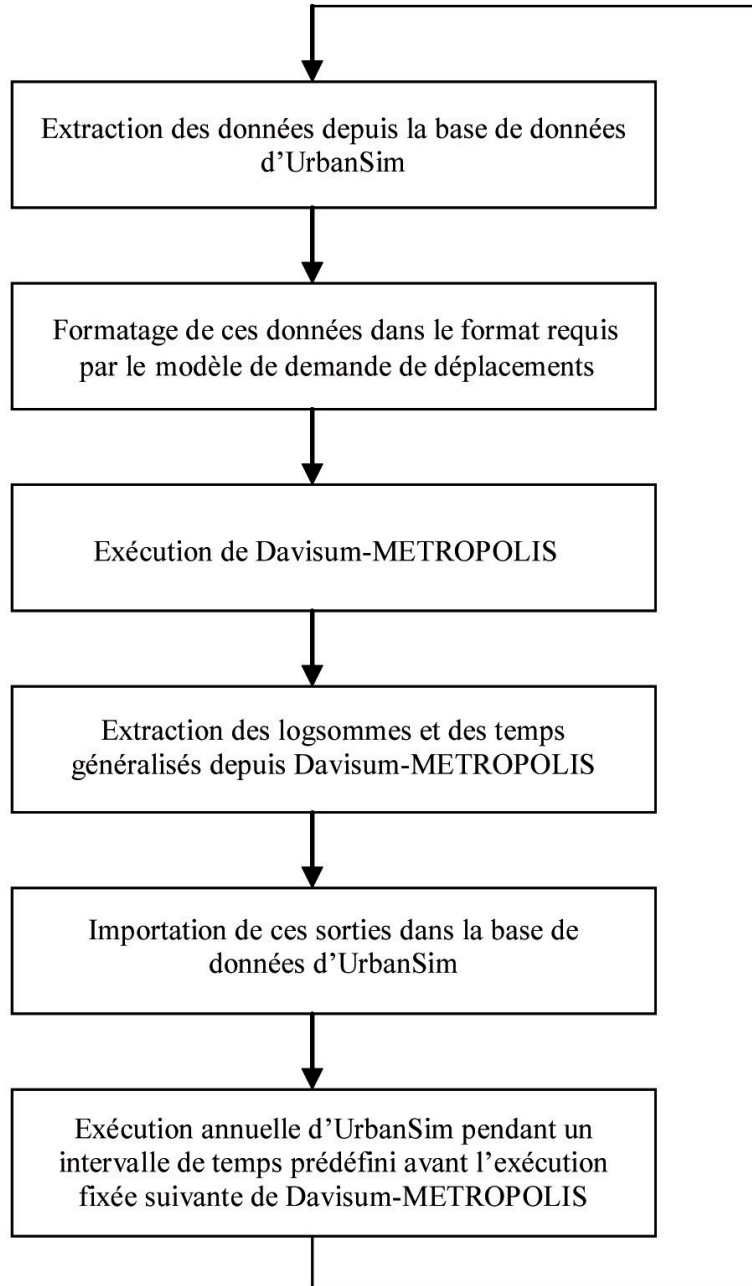 Extraction des données depuis la base de données
d’UrbanSim
Formatage de ces données dans le format requis
par le modèle de demande de déplacements
Exécution de Davisum-METROPOLIS
Extraction des logsommes et des temps
généralisés depuis Davisum-METROPOLIS
Importation de ces sorties dans la base de
données d’UrbanSim
Exécution annuelle d’UrbanSim pendant un
intervalle de temps prédéfini avant l’exécution
fixée suivante de Davisum-METROPOLIS